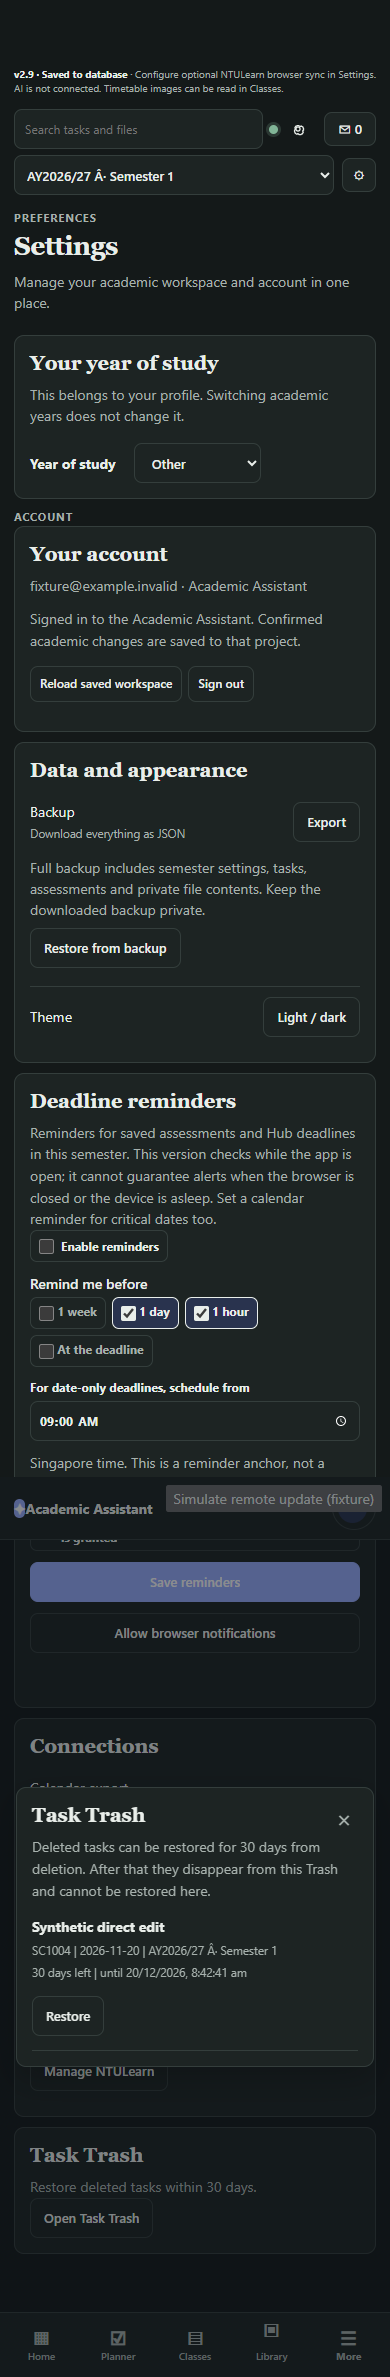 v2.9 • Saved to database · Configure optional NTULearn browser sync in Settings.
AI is not connected. Timetable images can be read in Classes.
Search tasks and files
0
AY2026/27 Â· Semester 1
PREFERENCES
Settings
Manage your academic workspace and account in one
place.
Your year of study
This belongs to your profile. Switching academic
years does not change it.
Year of study
Other
ACCOUNT
Your account
fixture@example.invalid · Academic Assistant
Signed in to the Academic Assistant. Confirmed
academic changes are saved to that project.
Reload saved workspace
Sign out
Data and appearance
Backup
Download everything as JSON
Export
Full backup includes semester settings, tasks,
assessments and private file contents. Keep the
downloaded backup private.
Restore from backup
Theme
Light / dark
Deadline reminders
Reminders for saved assessments and Hub deadlines
in this semester. This version checks while the app is
open; it cannot guarantee alerts when the browser is
closed or the device is asleep. Set a calendar
reminder for critical dates too.
Enable reminders
Remind me before
1 week
1 day
1 hour
At the deadline
For date-only deadlines, schedule from
09:00 AM
Singapore time. This is a reminder anchor, not a
Simulate remote update (fixture)
Academic Assistant
is granted
Save reminders
Allow browser notifications
Connections
Calendar export
Task Trash
Deleted tasks can be restored for 30 days from
deletion. After that they disappear from this Trash
and cannot be restored here.
Synthetic direct edit
SC1004 | 2026-11-20 | AY2026/27 Â· Semester 1
30 days left | until 20/12/2026, 8:42:41 am
Restore
Manage NTULearn
Task Trash
Restore deleted tasks within 30 days.
Open Task Trash
Home
Planner
Classes
Library
More